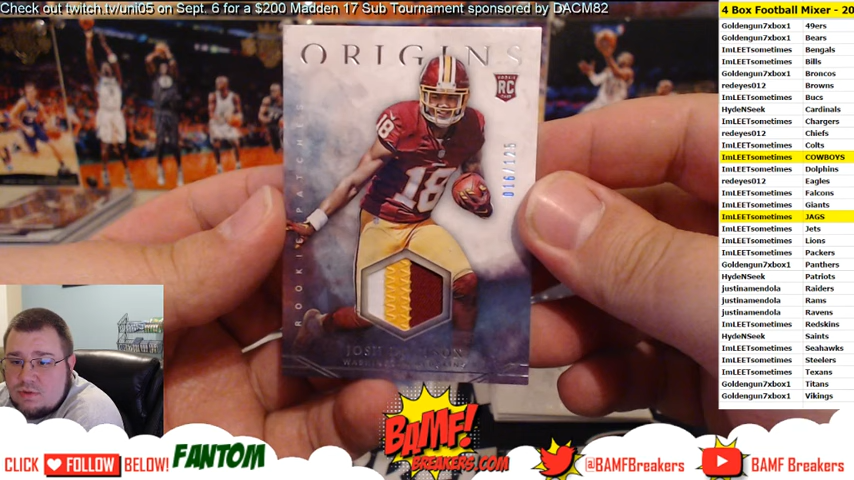 Check out twitch.tv/uni05 on Sept. 6 for a $200 Madden 17 Sub Tournament sponsored by DACM82
ORIGINS
RC
ROOKIE PATCHES
18
18
016/125
4 Box Football Mixer - 20
Goldengun7xbox1 49ers
Goldengun7xbox1 Bears
ImLEETsometimes Bengals
ImLEETsometimes Bills
Goldengun7xbox1 Broncos
redeyes012 Browns
ImLEETsometimes Bucs
HydeNSeek Cardinals
ImLEETsometimes Chargers
redeyes012 Chiefs
ImLEETsometimes Colts
ImLEETsometimes COWBOYS
ImLEETsometimes Dolphins
redeyes012 Eagles
ImLEETsometimes Falcons
ImLEETsometimes Giants
ImLEETsometimes JAGS
ImLEETsometimes Jets
ImLEETsometimes Lions
ImLEETsometimes Packers
Goldengun7xbox1 Panthers
HydeNSeek Patriots
justinamendola Raiders
justinamendola Rams
justinamendola Ravens
ImLEETsometimes Redskins
HydeNSeek Saints
ImLEETsometimes Seahawks
ImLEETsometimes Steelers
ImLEETsometimes Texans
Goldengun7xbox1 Titans
Goldengun7xbox1 Vikings
CLICK FOLLOW BELOW!
FANTOM
BAMF!
BREAKERS.COM
@BAMFBreakers
BAMF Breakers